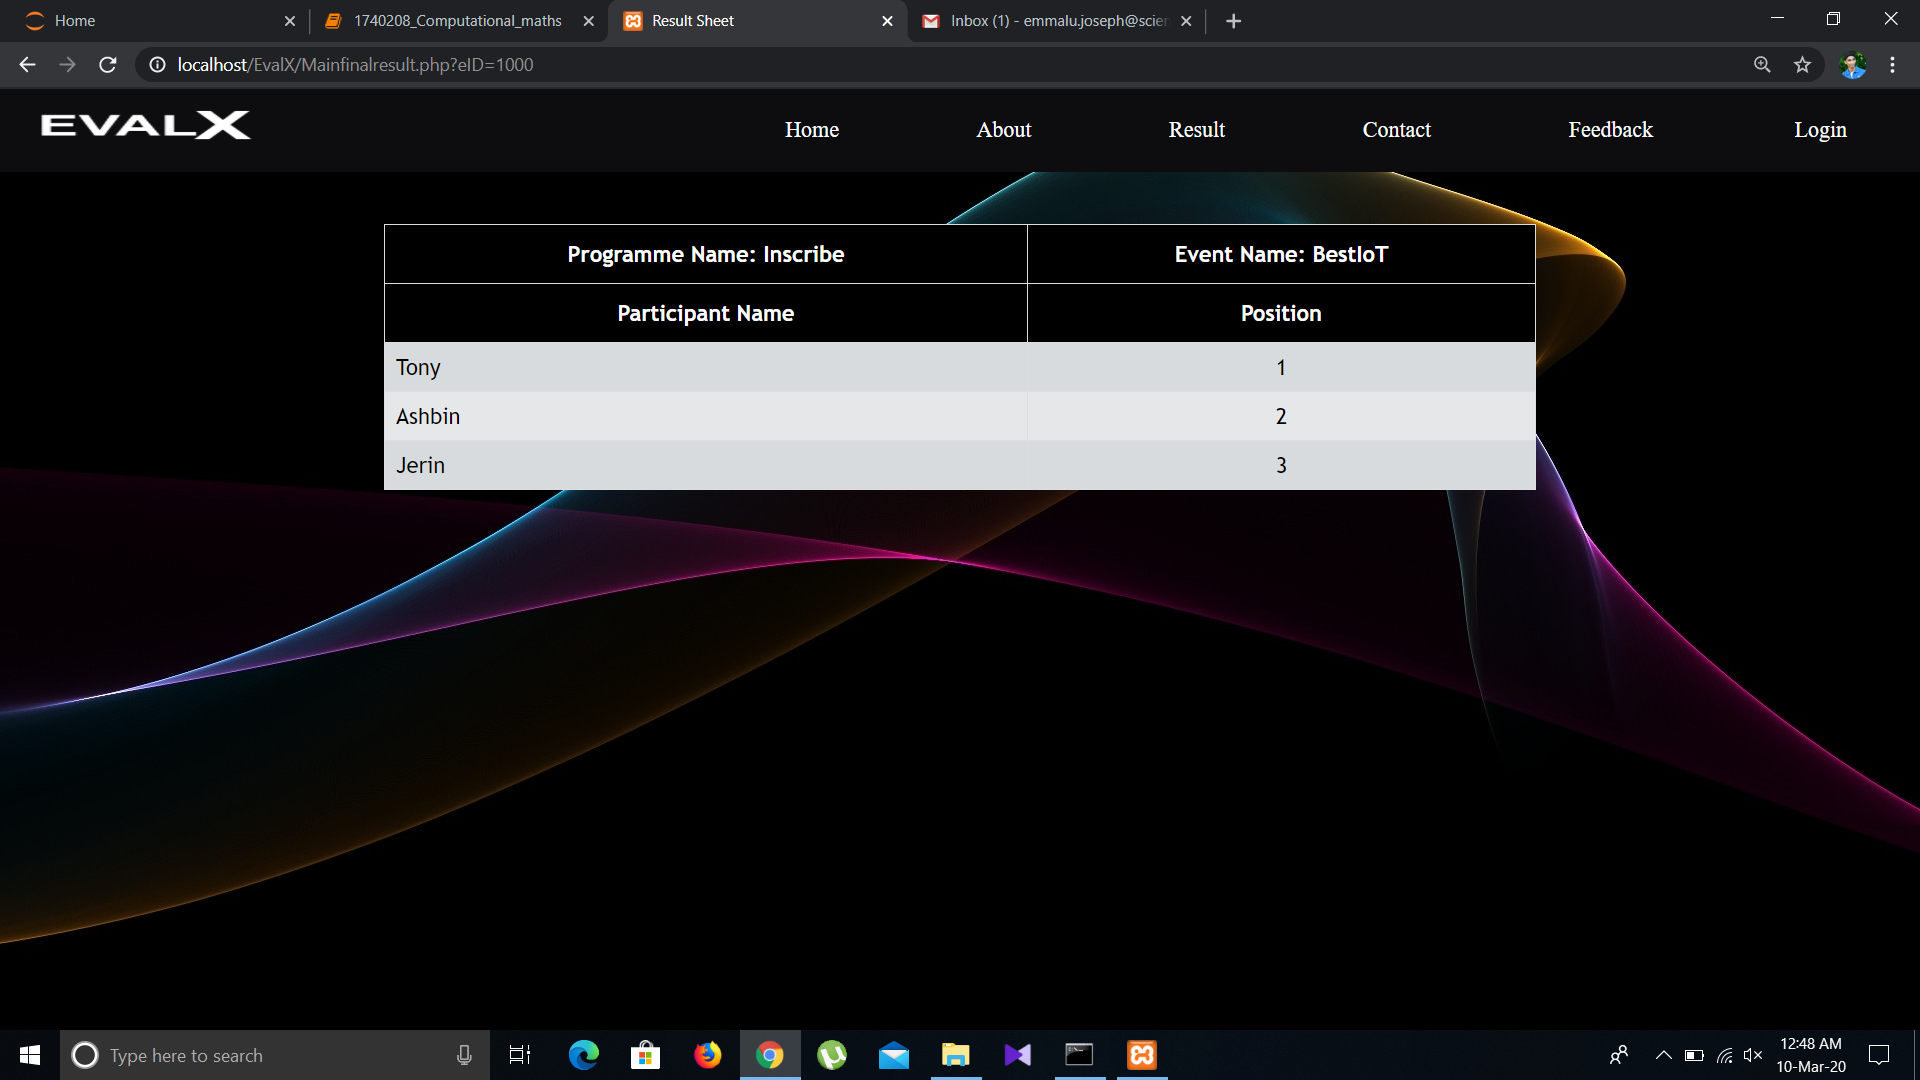 Home
1740208_Computational_maths
Result Sheet
Inbox (1) - emmalu.joseph@scien
localhost/EvalX/Mainfinalresult.php?eID=1000
EVALX
Home
About
Result
Contact
Feedback
Login
Programme Name: Inscribe
Event Name: BestIoT
Participant Name
Position
Tony
1
Ashbin
2
Jerin
3
Type here to search
12:48 AM
10-Mar-20